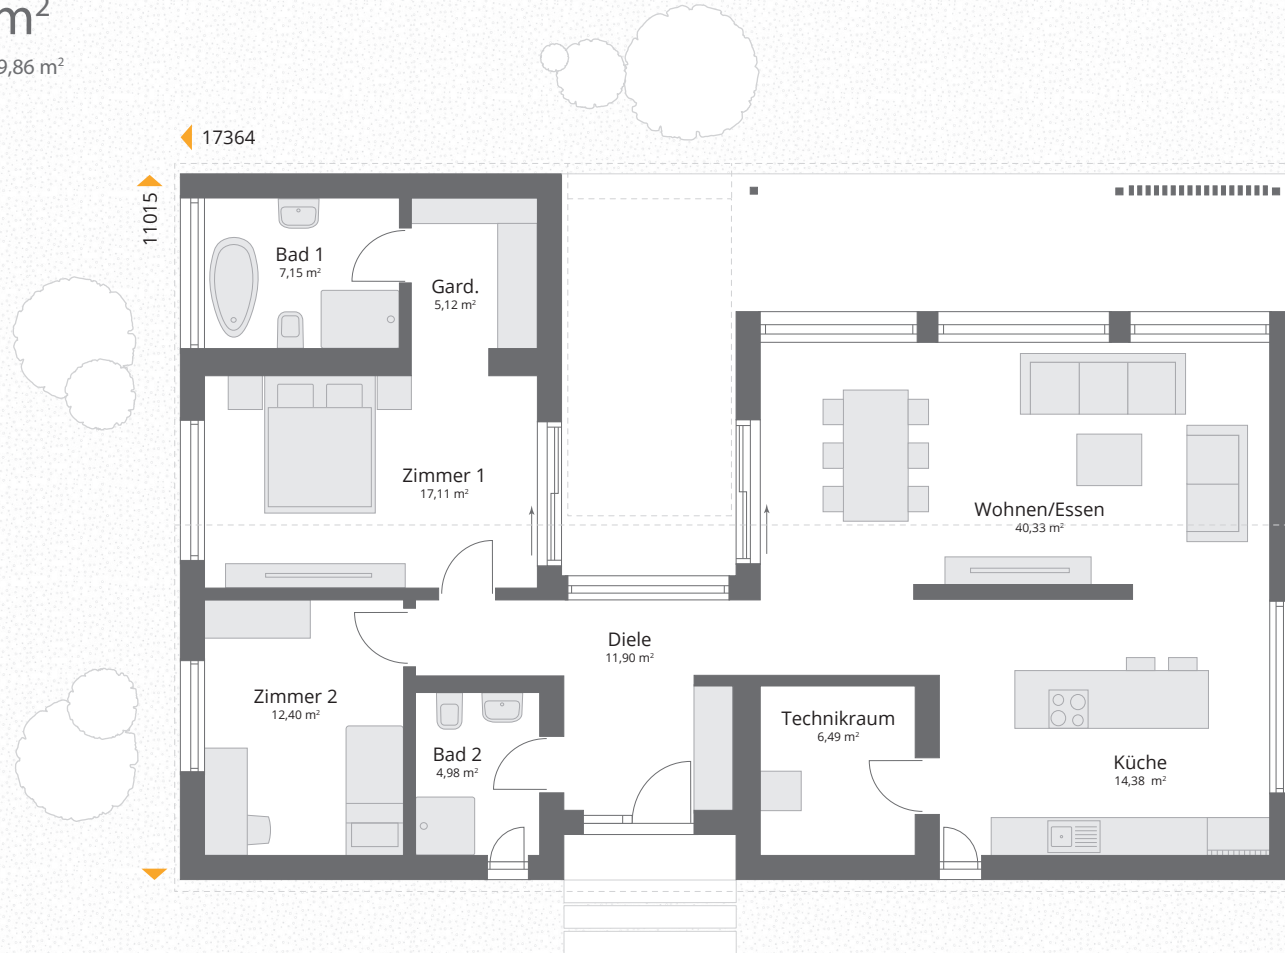 m²
9,86 m²
17364
11015
Bad 1
7,15 m²
Gard.
5,12 m²
Zimmer 1
17,11 m²
Wohnen/Essen
40,33 m²
Diele
11,90 m²
Zimmer 2
12,40 m²
Bad 2
4,98 m²
Technikraum
6,49 m²
Küche
14,38 m²